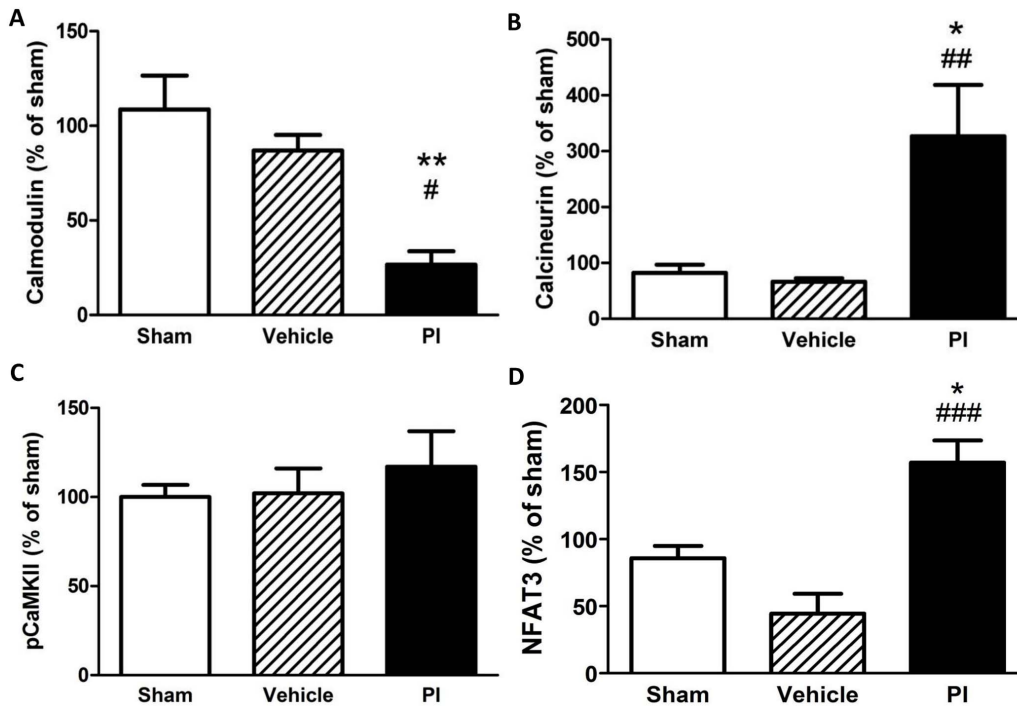 A
Calmodulin (% of sham)
150
100
50
0
**
#
Sham Vehicle PI
B
Calcineurin (% of sham)
500
400
300
200
100
0
*
##
Sham Vehicle PI
C
pCaMKII (% of sham)
150
100
50
0
Sham Vehicle PI
D
NFAT3 (% of sham)
200
150
100
50
0
*
###
Sham Vehicle PI